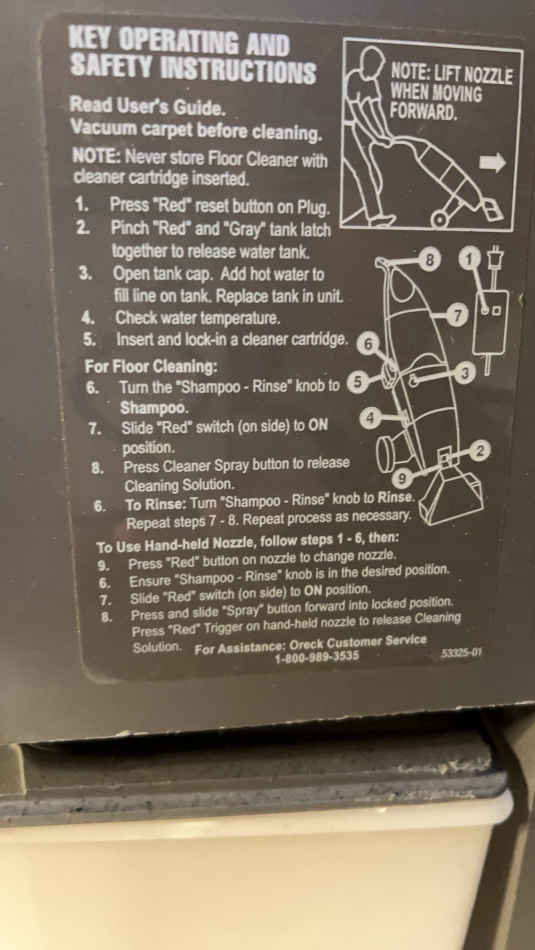 KEY OPERATING AND
SAFETY INSTRUCTIONS
Read User's Guide.
Vacuum carpet before cleaning.
NOTE: Never store Floor Cleaner with
cleaner cartridge inserted.
1. Press "Red" reset button on Plug.
2. Pinch "Red" and "Gray" tank latch
together to release water tank.
3. Open tank cap. Add hot water to
fill line on tank. Replace tank in unit.
4. Check water temperature.
5. Insert and lock-in a cleaner cartridge.
For Floor Cleaning:
6. Turn the "Shampoo - Rinse" knob to
Shampoo.
7. Slide "Red" switch (on side) to ON
position.
8. Press Cleaner Spray button to release
Cleaning Solution.
6. To Rinse: Turn "Shampoo - Rinse" knob to Rinse.
Repeat steps 7 - 8. Repeat process as necessary.
To Use Hand-held Nozzle, follow steps 1 - 6, then:
9. Press "Red" button on nozzle to change nozzle.
6. Ensure "Shampoo - Rinse" knob is in the desired position.
7. Slide "Red" switch (on side) to ON position.
8. Press and slide "Spray" button forward into locked position.
Press "Red" Trigger on hand-held nozzle to release Cleaning
Solution. For Assistance: Oreck Customer Service
1-800-989-3535
53325-01
NOTE: LIFT NOZZLE
WHEN MOVING
FORWARD.
8
1
7
6
5
3
4
2
9